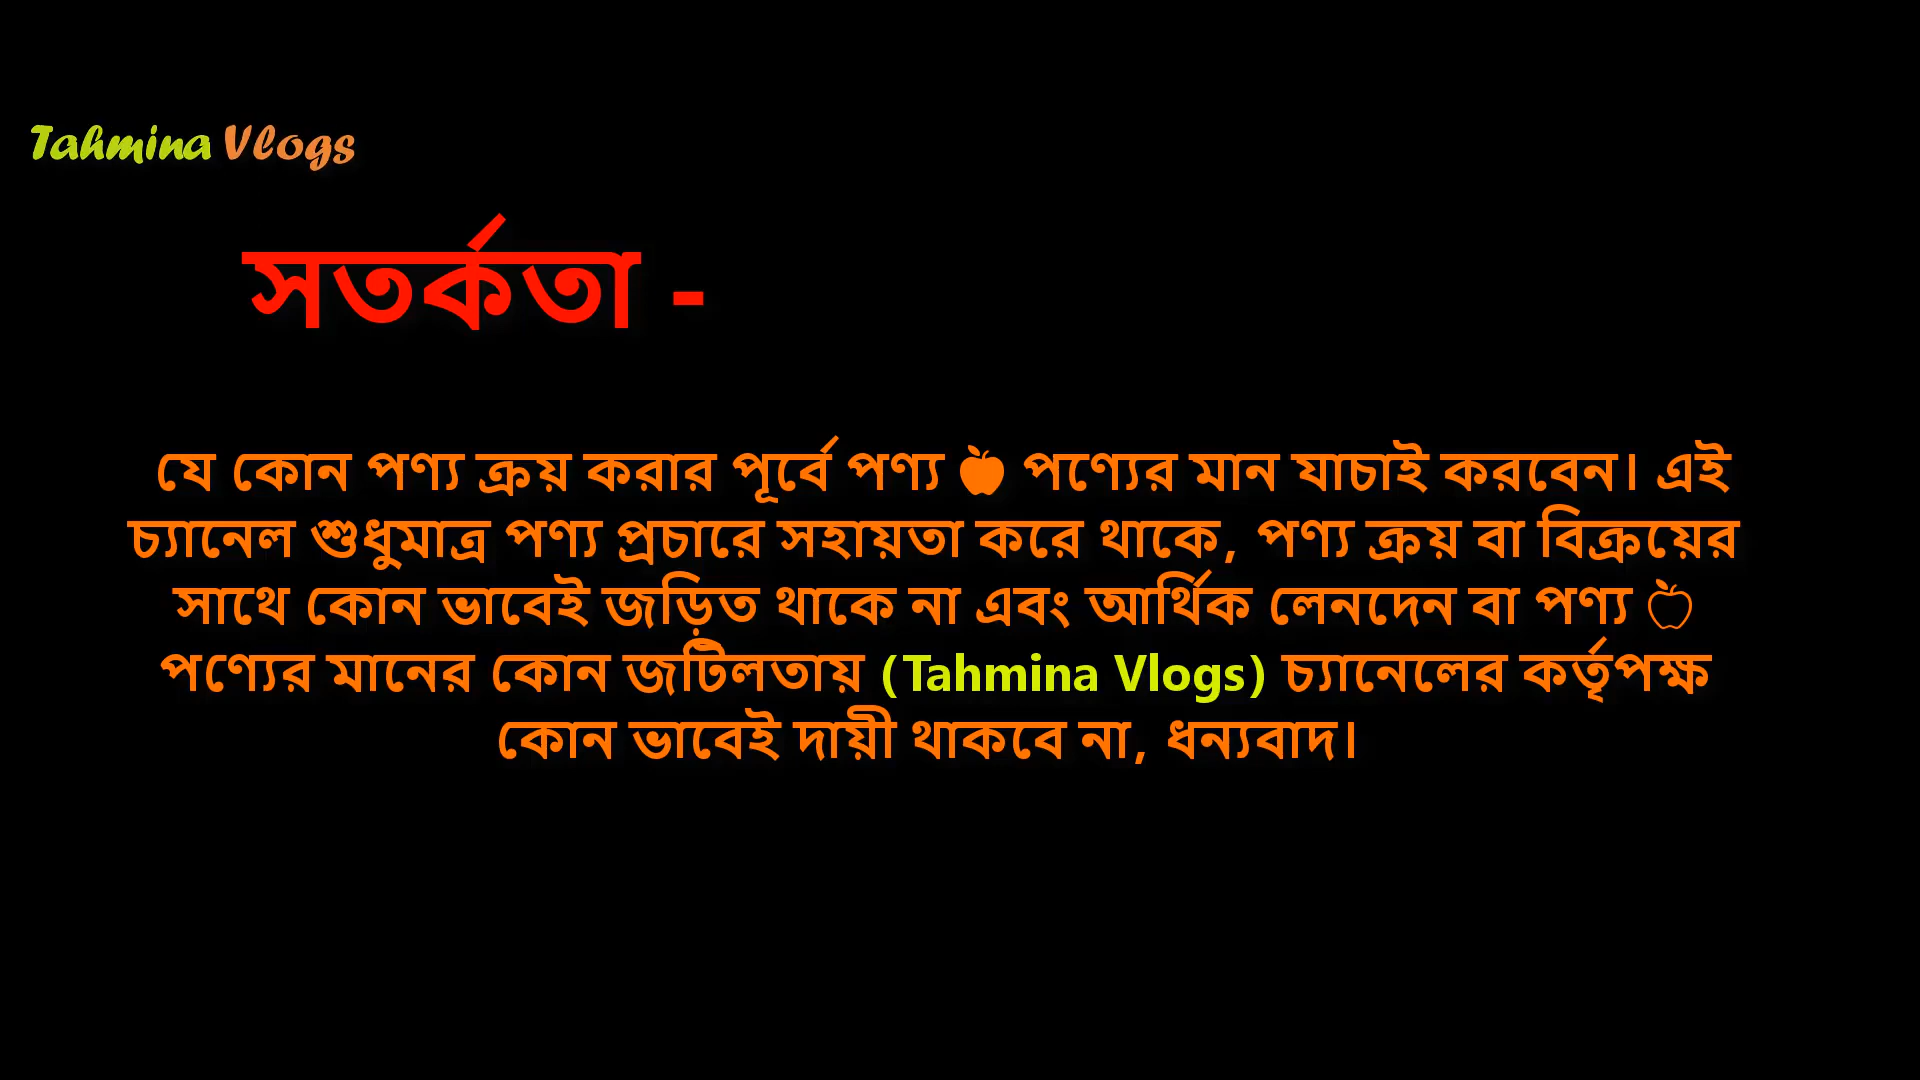 Tahmina Vlogs
সতর্কতা -
যে কোন পণ্য ক্রয় করার পূর্বে পণ্য 🍎 পণ্যের মান যাচাই করবেন। এই
চ্যানেল শুধুমাত্র পণ্য প্রচারে সহায়তা করে থাকে, পণ্য ক্রয় বা বিক্রয়ের
সাথে কোন ভাবেই জড়িত থাকে না এবং আর্থিক লেনদেন বা পণ্য 🍎
পণ্যের মানের কোন জটিলতায় (Tahmina Vlogs) চ্যানেলের কর্তৃপক্ষ
কোন ভাবেই দায়ী থাকবে না, ধন্যবাদ।